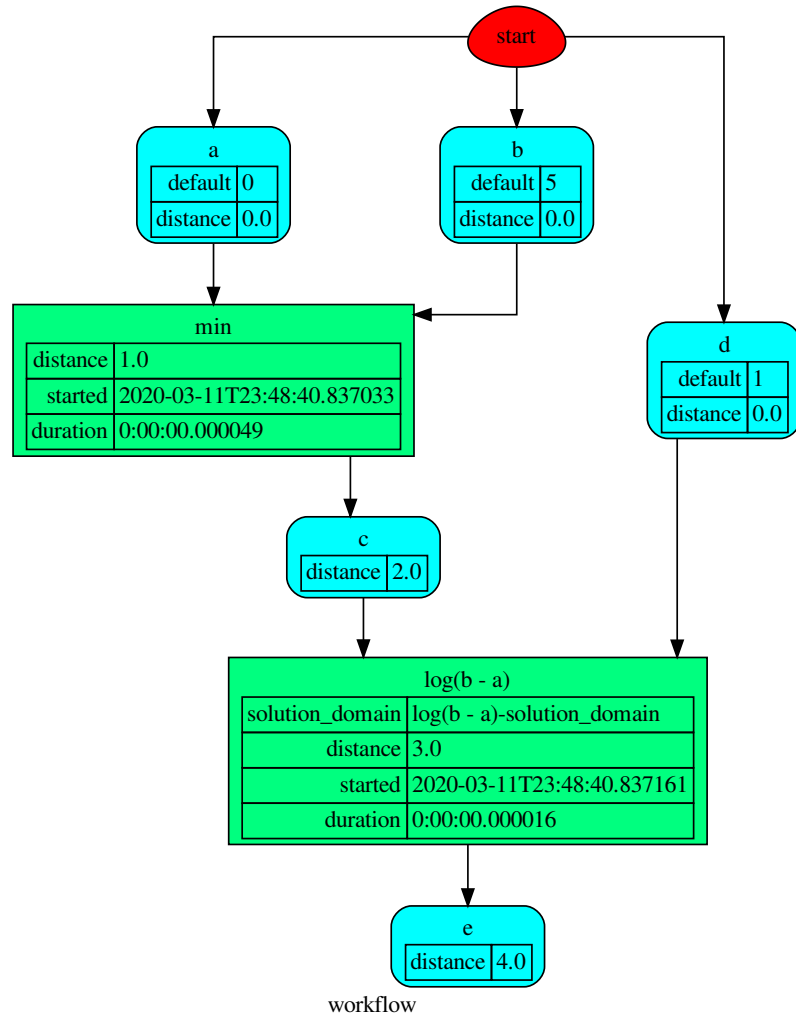 start
a
default 0
distance 0.0
b
default 5
distance 0.0
min
distance 1.0
started 2020-03-11T23:48:40.837033
duration 0:00:00.000049
d
default 1
distance 0.0
c
distance 2.0
log(b - a)
solution_domain log(b - a)-solution_domain
distance 3.0
started 2020-03-11T23:48:40.837161
duration 0:00:00.000016
e
distance 4.0
workflow